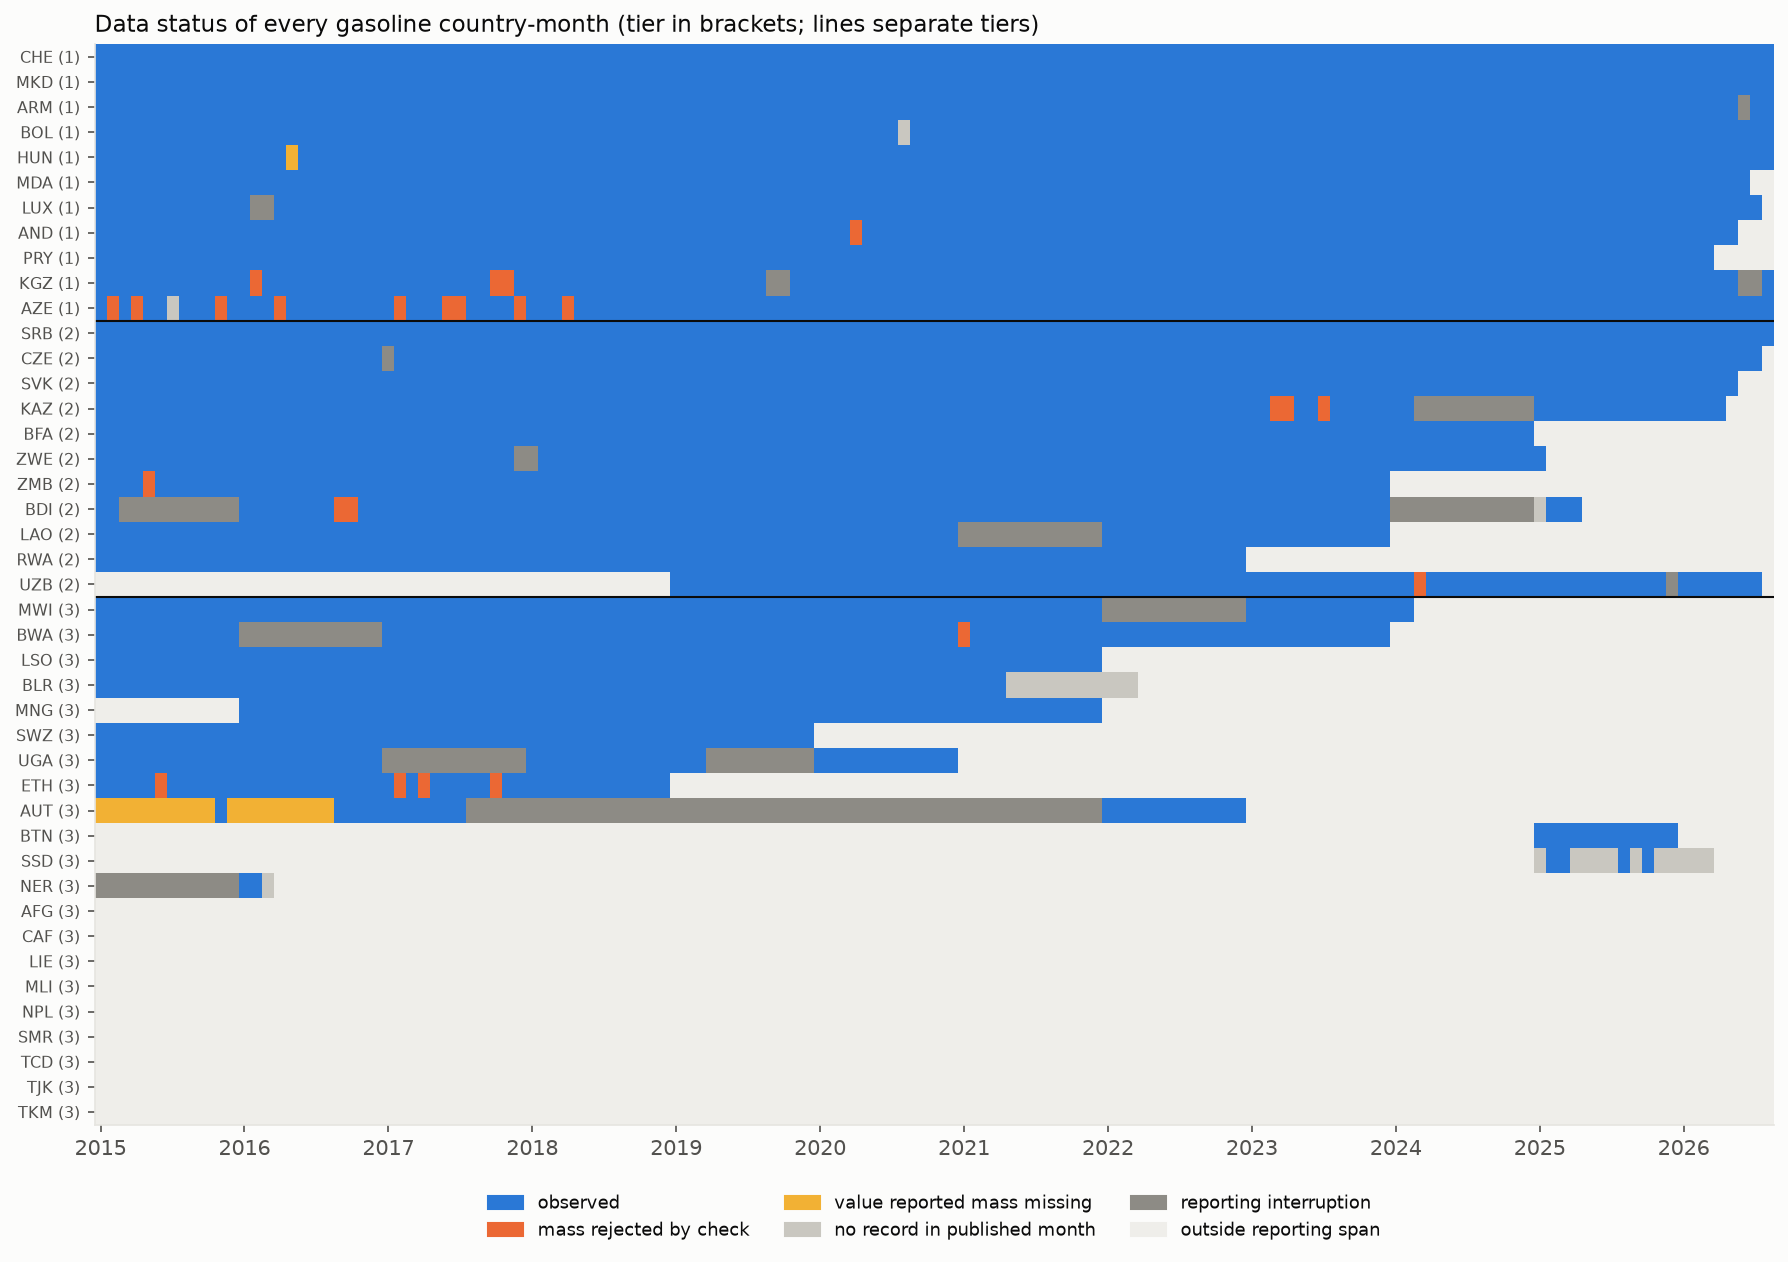 Data status of every gasoline country-month (tier in brackets; lines separate tiers)
CHE (1)
MKD (1)
ARM (1)
BOL (1)
HUN (1)
MDA (1)
LUX (1)
AND (1)
PRY (1)
KGZ (1)
AZE (1)
SRB (2)
CZE (2)
SVK (2)
KAZ (2)
BFA (2)
ZWE (2)
ZMB (2)
BDI (2)
LAO (2)
RWA (2)
UZB (2)
MWI (3)
BWA (3)
LSO (3)
BLR (3)
MNG (3)
SWZ (3)
UGA (3)
ETH (3)
AUT (3)
BTN (3)
SSD (3)
NER (3)
AFG (3)
CAF (3)
LIE (3)
MLI (3)
NPL (3)
SMR (3)
TCD (3)
TJK (3)
TKM (3)
2015 2016 2017 2018 2019 2020 2021 2022 2023 2024 2025 2026
observed value reported mass missing reporting interruption
mass rejected by check no record in published month outside reporting span